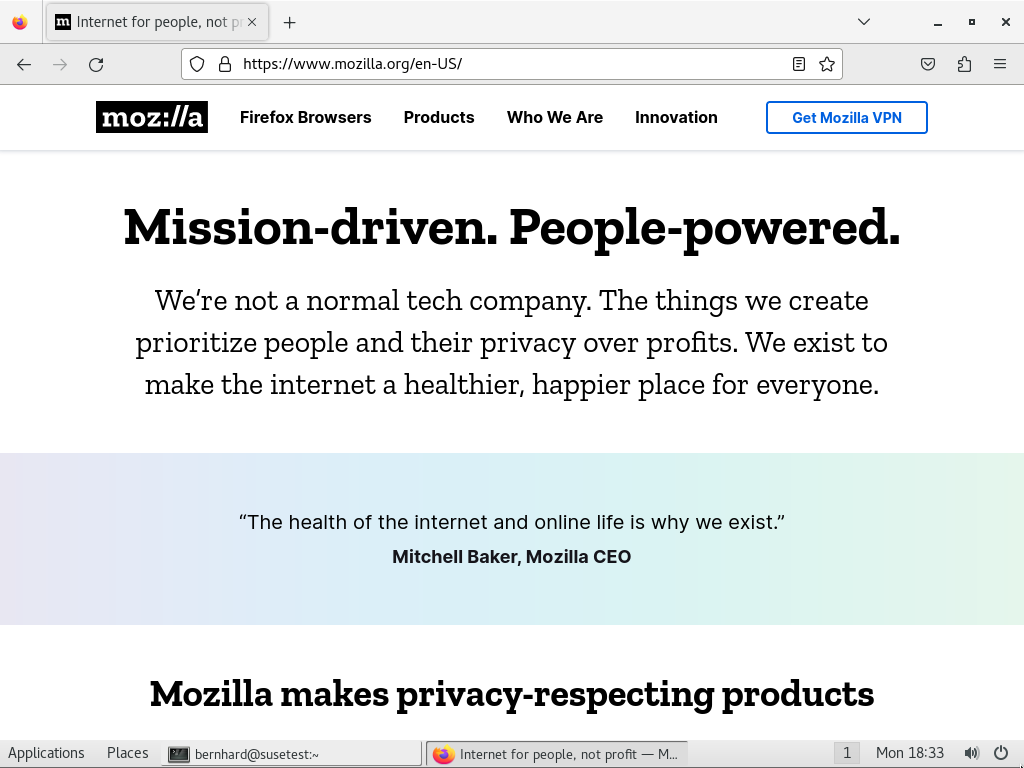 Internet for people, not pr
https://www.mozilla.org/en-US/
moz://a
Firefox Browsers
Products
Who We Are
Innovation
Get Mozilla VPN
Mission-driven. People-powered.
We’re not a normal tech company. The things we create
prioritize people and their privacy over profits. We exist to
make the internet a healthier, happier place for everyone.
“The health of the internet and online life is why we exist.”
Mitchell Baker, Mozilla CEO
Mozilla makes privacy-respecting products
Applications
Places
bernhard@susetest:~
Internet for people, not profit — M...
1
Mon 18:33